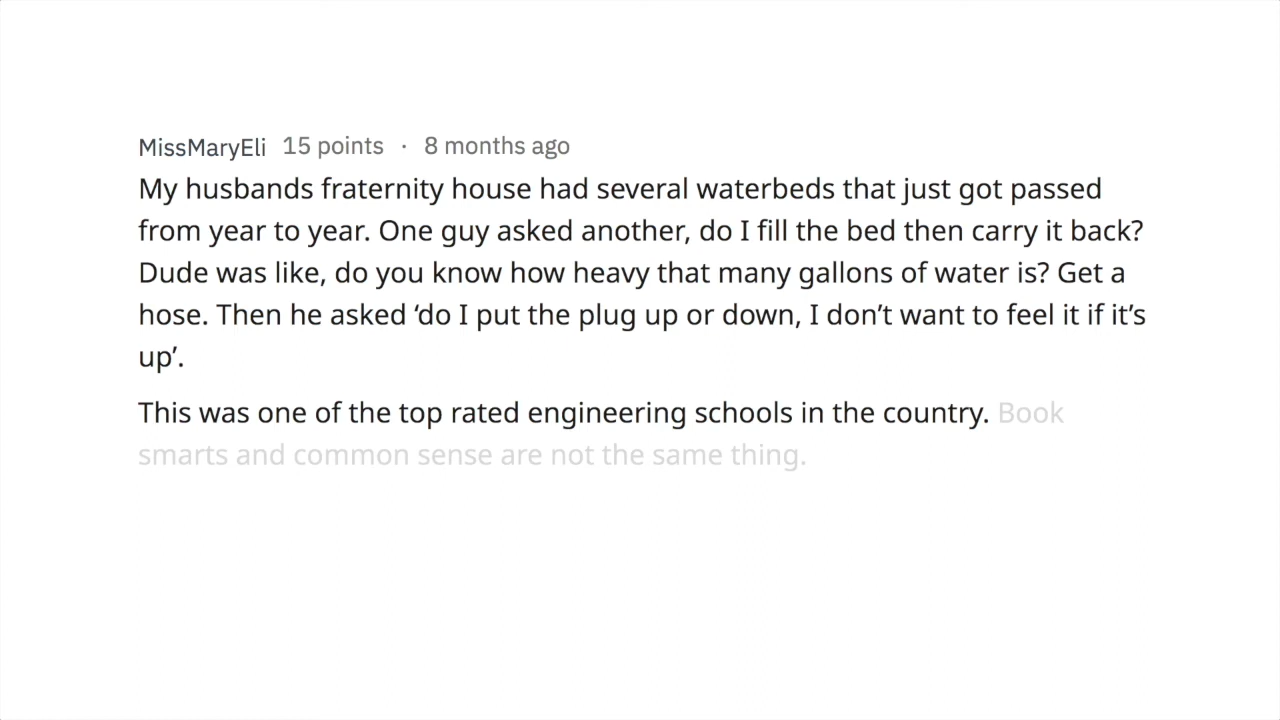 MissMaryEli 15 points · 8 months ago
My husbands fraternity house had several waterbeds that just got passed
from year to year. One guy asked another, do I fill the bed then carry it back?
Dude was like, do you know how heavy that many gallons of water is? Get a
hose. Then he asked ‘do I put the plug up or down, I don’t want to feel it if it’s
up’.
This was one of the top rated engineering schools in the country. Book
smarts and common sense are not the same thing.